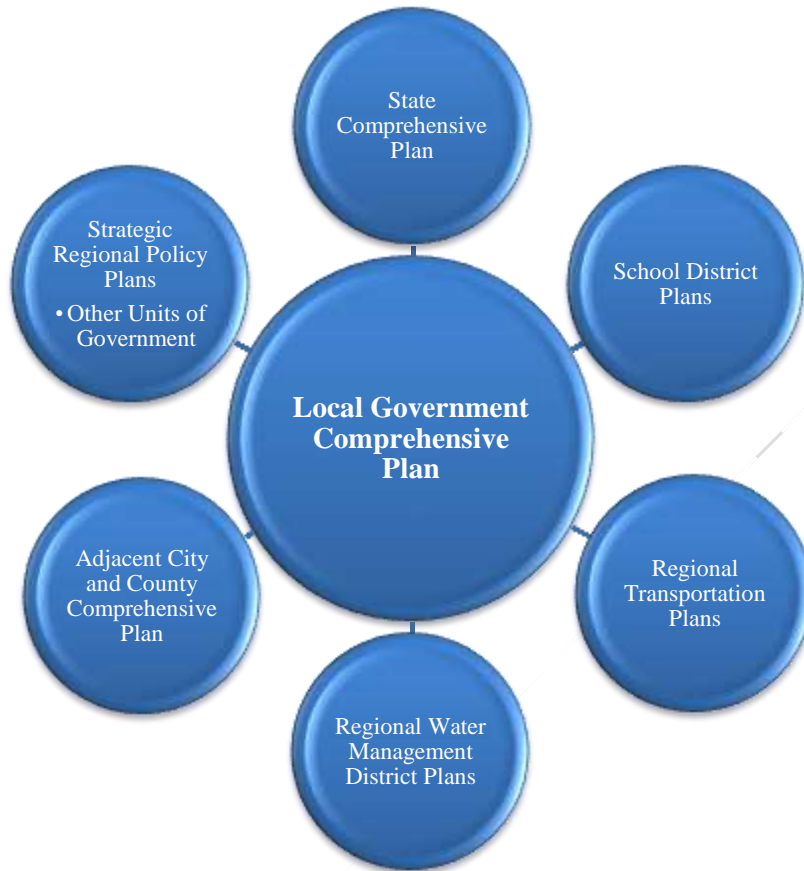 State
Comprehensive
Plan
Strategic
Regional Policy
Plans
• Other Units of
Government
School District
Plans
Local Government
Comprehensive
Plan
Adjacent City
and County
Comprehensive
Plan
Regional
Transportation
Plans
Regional Water
Management
District Plans